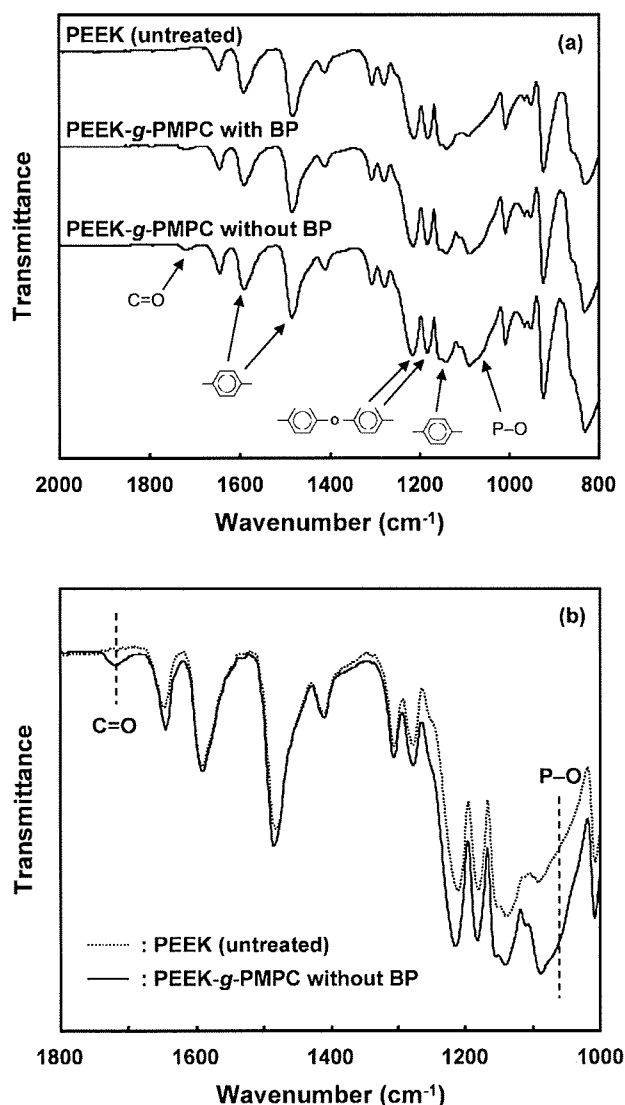 (a)
PEEK (untreated)
PEEK-g-PMPC with BP
PEEK-g-PMPC without BP
C=O
o
P–O
Transmittance
2000 1800 1600 1400 1200 1000 800
Wavenumber (cm-1)
(b)
C=O
P–O
Transmittance
: PEEK (untreated)
: PEEK-g-PMPC without BP
1800 1600 1400 1200 1000
Wavenumber (cm-1)